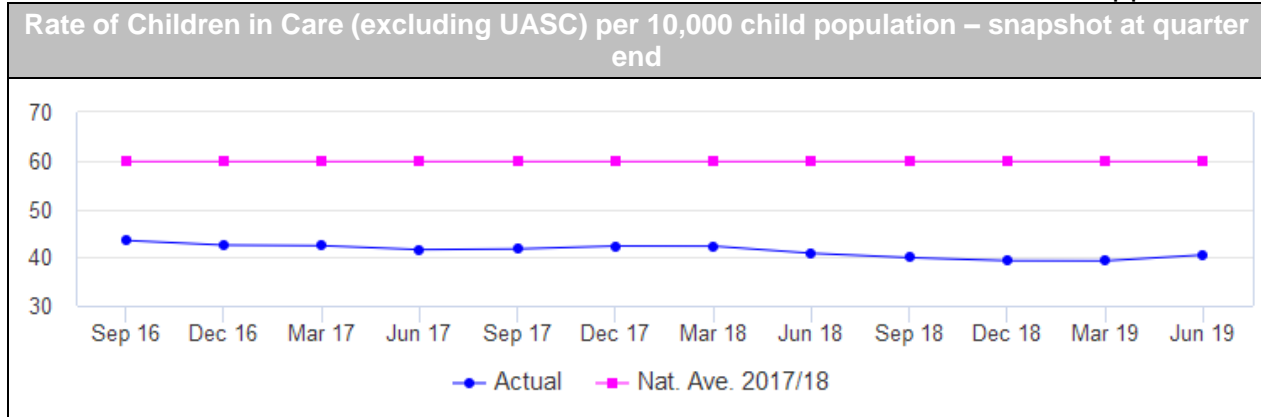 Rate of Children in Care (excluding UASC) per 10,000 child population – snapshot at quarter
end
70
60
50
40
30
Sep 16 Dec 16 Mar 17 Jun 17 Sep 17 Dec 17 Mar 18 Jun 18 Sep 18 Dec 18 Mar 19 Jun 19
Actual Nat. Ave. 2017/18